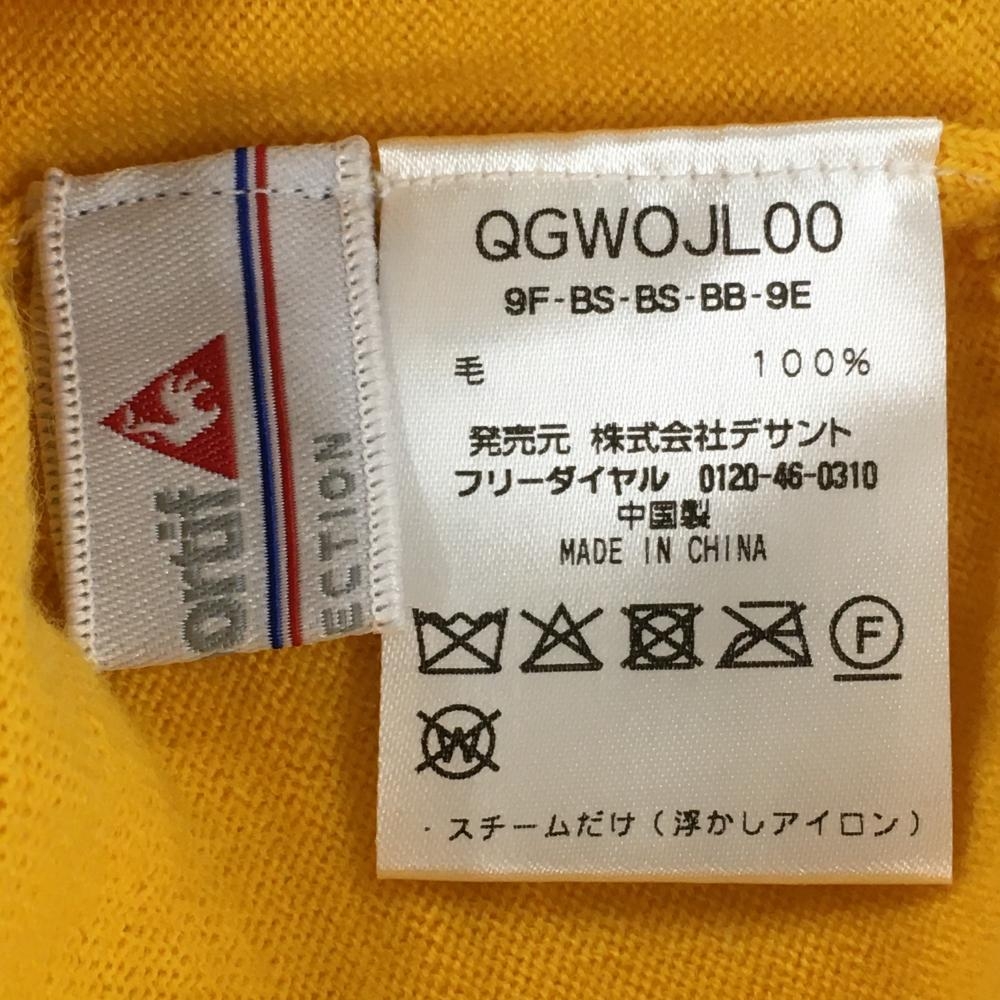 ortif
ECTION
QGWOJL00
9F-BS-BS-BB-9E
毛 100%
発売元 株式会社デサント
フリーダイヤル 0120-46-0310
中国製
MADE IN CHINA
F
W
・スチームだけ(浮かしアイロン)